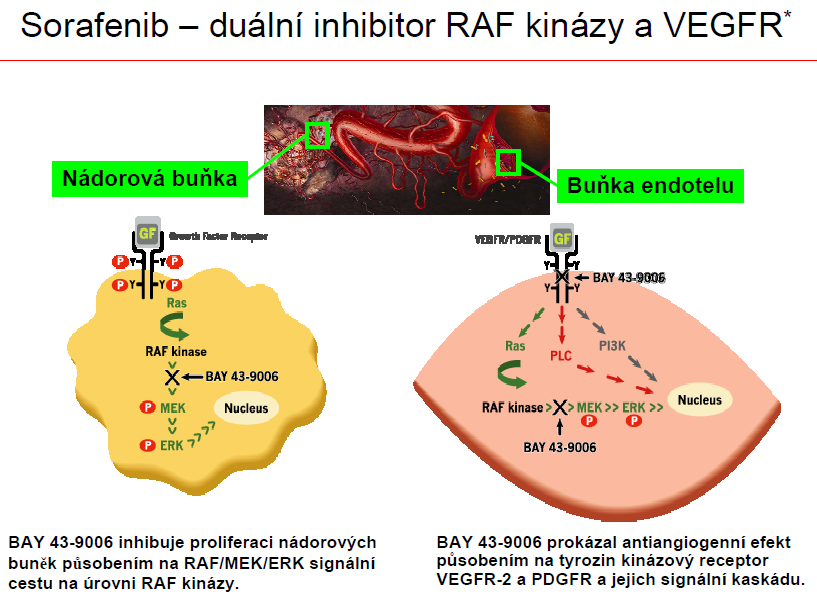 Sorafenib – duální inhibitor RAF kinázy a VEGFR*
Nádorová buňka
Buňka endotelu
GF
Growth Factor Receptor
P
P
P Y Y P
Ras
RAF kinase
X BAY 43-9006
P MEK
Nucleus
P ERK
VEGFR/PDGFR
GF
Y Y
X BAY 43-9006
Y Y
Ras
PLC
PI3K
RAF kinase > X > MEK >> ERK >>
Nucleus
P P
BAY 43-9006
BAY 43-9006 inhibuje proliferaci nádorových
buněk působením na RAF/MEK/ERK signální
cestu na úrovni RAF kinázy.
BAY 43-9006 prokázal antiangiogenní efekt
působením na tyrozin kinázový receptor
VEGFR-2 a PDGFR a jejich signální kaskádu.